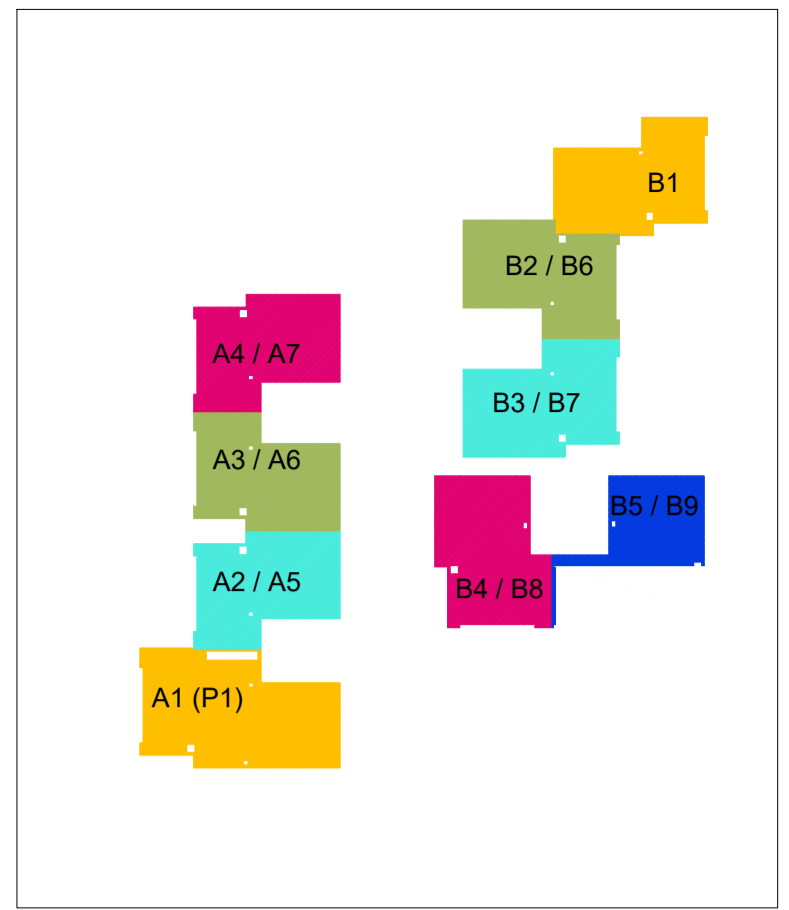 B1
B2 / B6
A4 / A7
B3 / B7
A3 / A6
B5 / B9
A2 / A5
B4 / B8
A1 (P1)